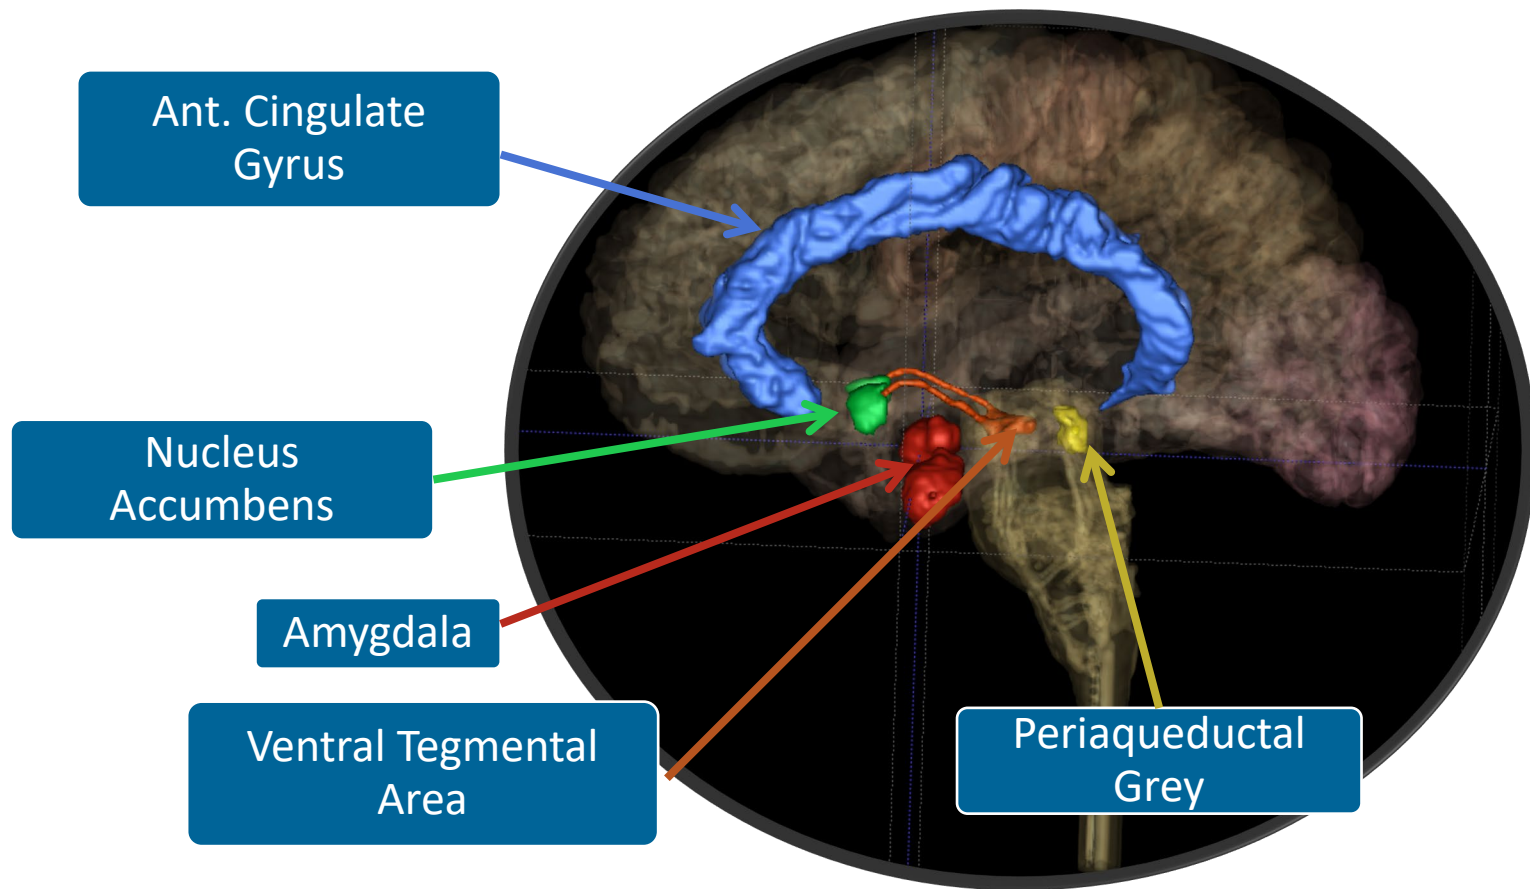 Ant. Cingulate
Gyrus
Nucleus
Accumbens
Amygdala
Ventral Tegmental
Area
Periaqueductal
Grey